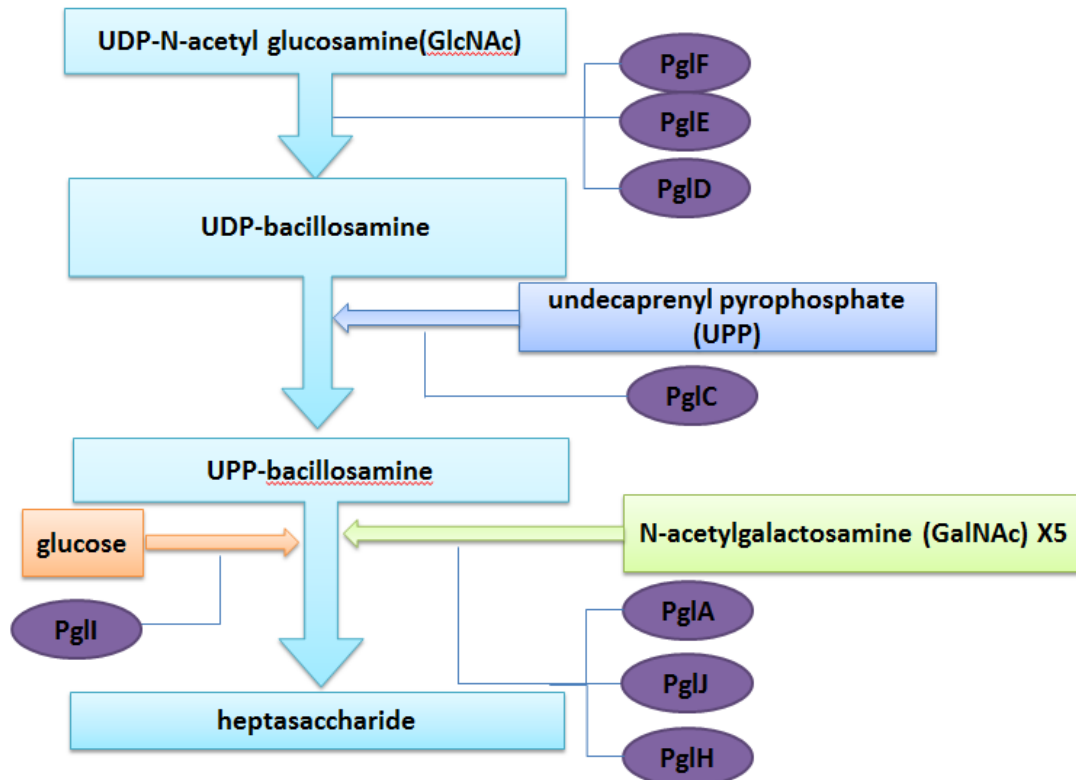 UDP-N-acetyl glucosamine(GlcNAc)
PglF
PglE
PglD
UDP-bacillosamine
undecaprenyl pyrophosphate
(UPP)
PglC
UPP-bacillosamine
glucose
N-acetylgalactosamine (GalNAc) X5
PglI
PglA
PglJ
PglH
heptasaccharide